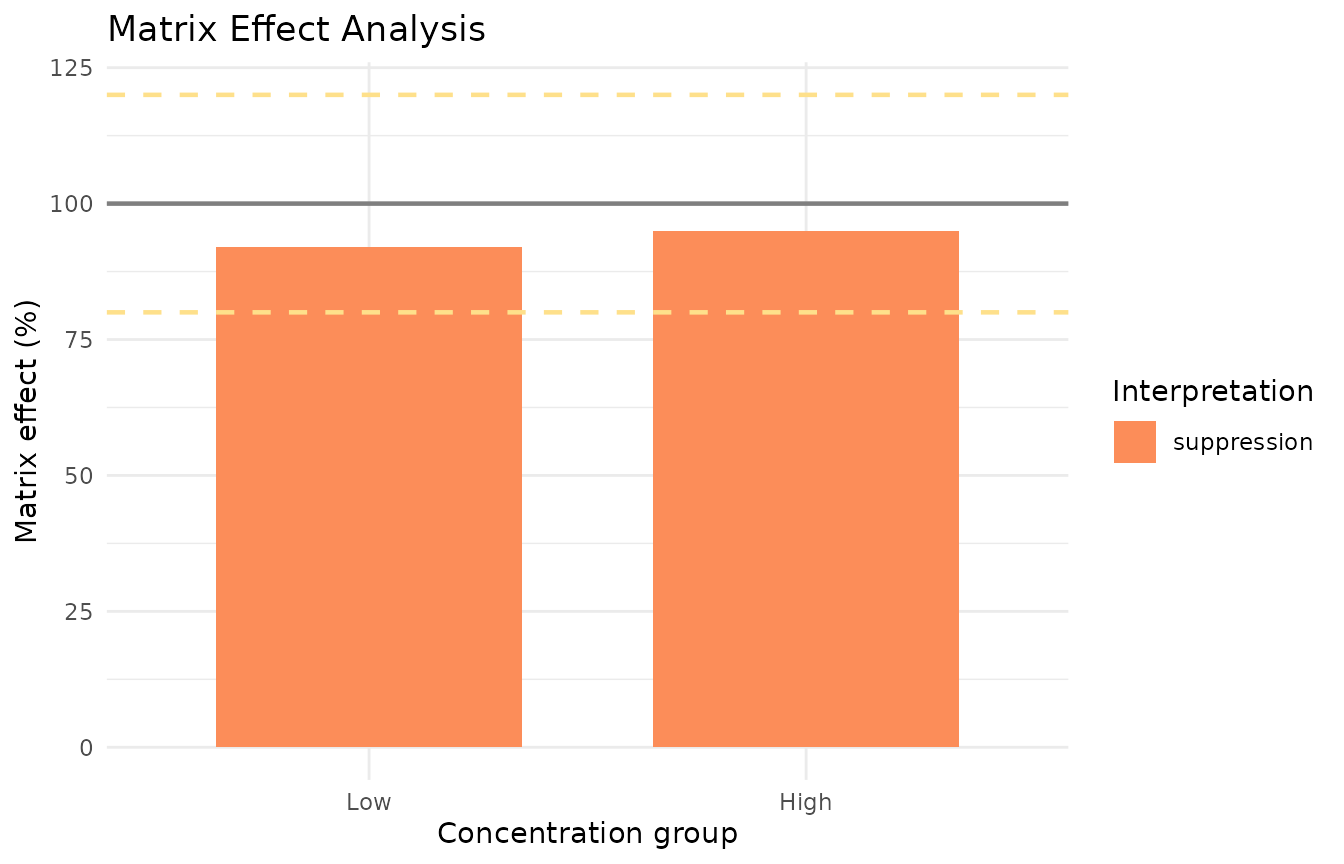 Matrix Effect Analysis
125
100
75
50
25
0
Matrix effect (%)
Low High
Concentration group
Interpretation
suppression